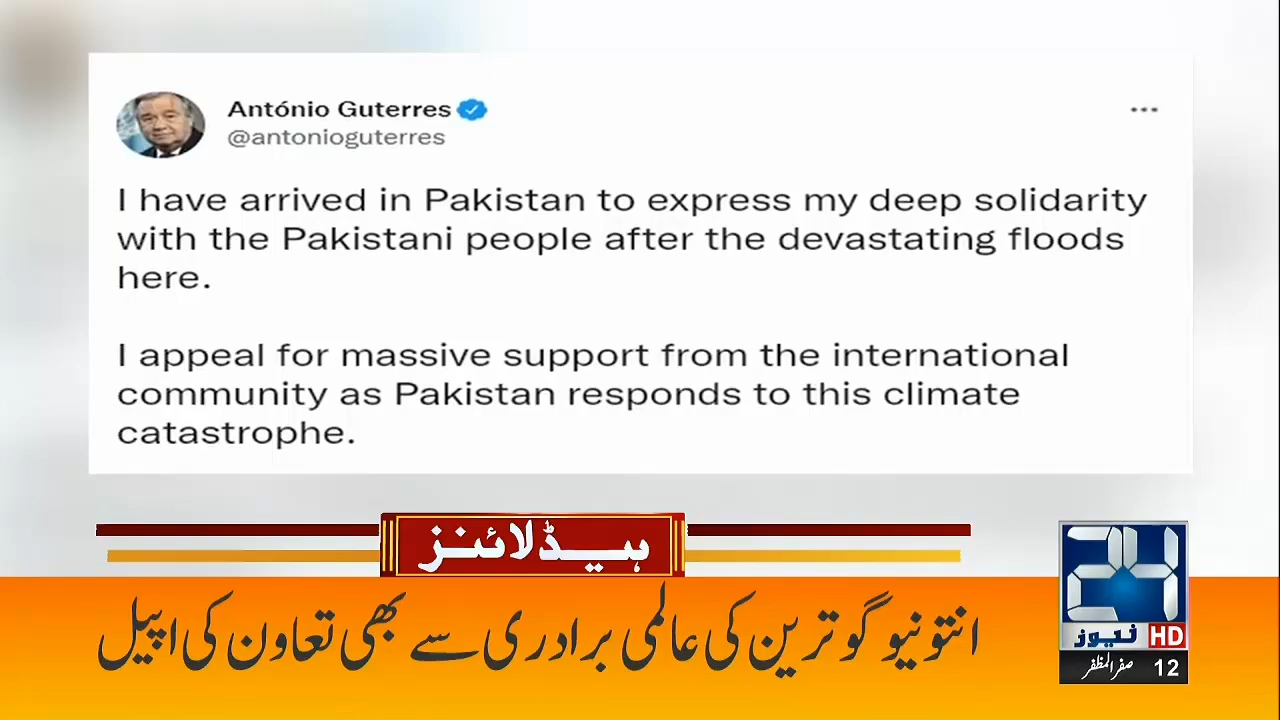 António Guterres
@antonioguterres
I have arrived in Pakistan to express my deep solidarity
with the Pakistani people after the devastating floods
here.
I appeal for massive support from the international
community as Pakistan responds to this climate
catastrophe.
ہیڈلائنز
انتونیو گوترین کی عالمی برادری سے بھی تعاون کی اپیل
24
نیوز HD
12 صفر المظفر